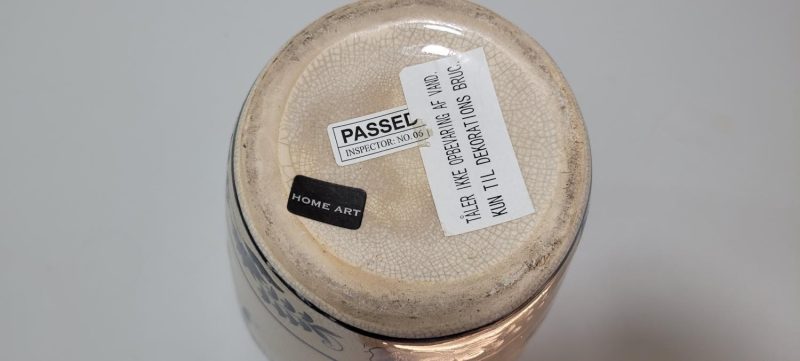 PASSED
INSPECTOR: NO. 06
TÅLER IKKE OPBEVARING AF VAND.
KUN TIL DEKORATIONS BRUG.
HOME ART